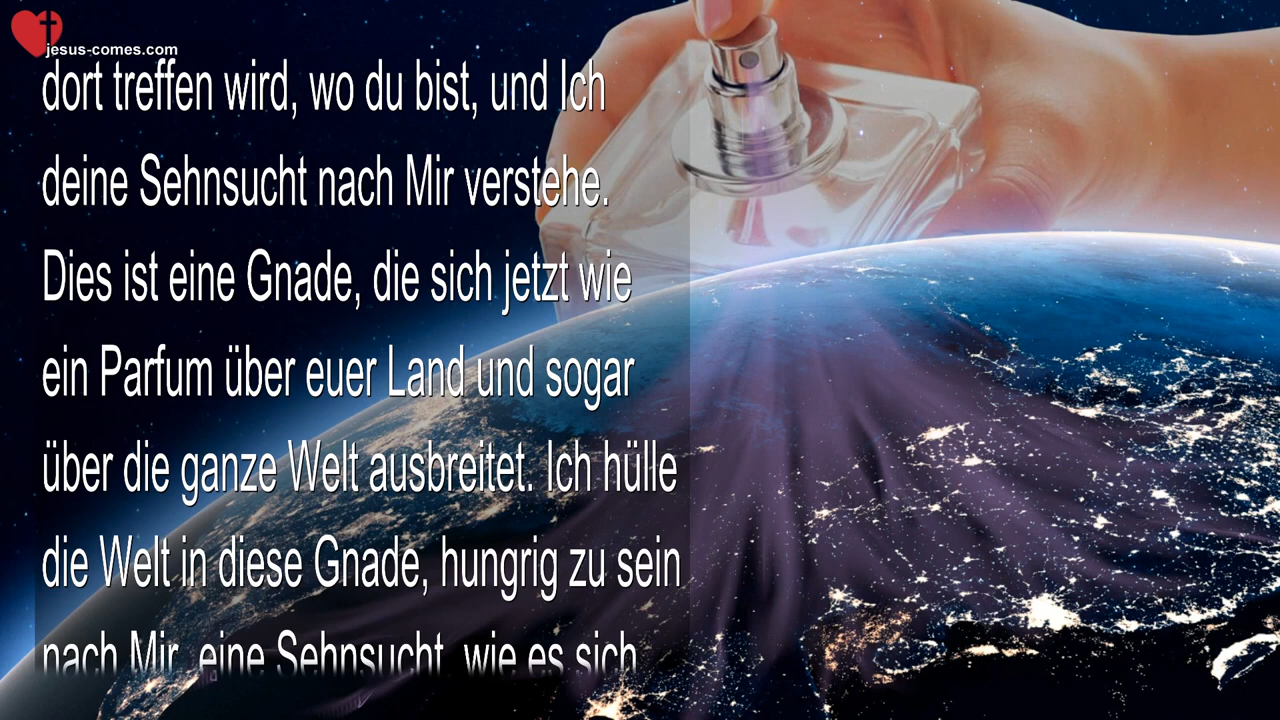 jesus-comes.com
dort treffen wird, wo du bist, und Ich
deine Sehnsucht nach Mir verstehe.
Dies ist eine Gnade, die sich jetzt wie
ein Parfum über euer Land und sogar
über die ganze Welt ausbreitet. Ich hülle
die Welt in diese Gnade, hungrig zu sein
nach Mir, eine Sehnsucht, wie es sich